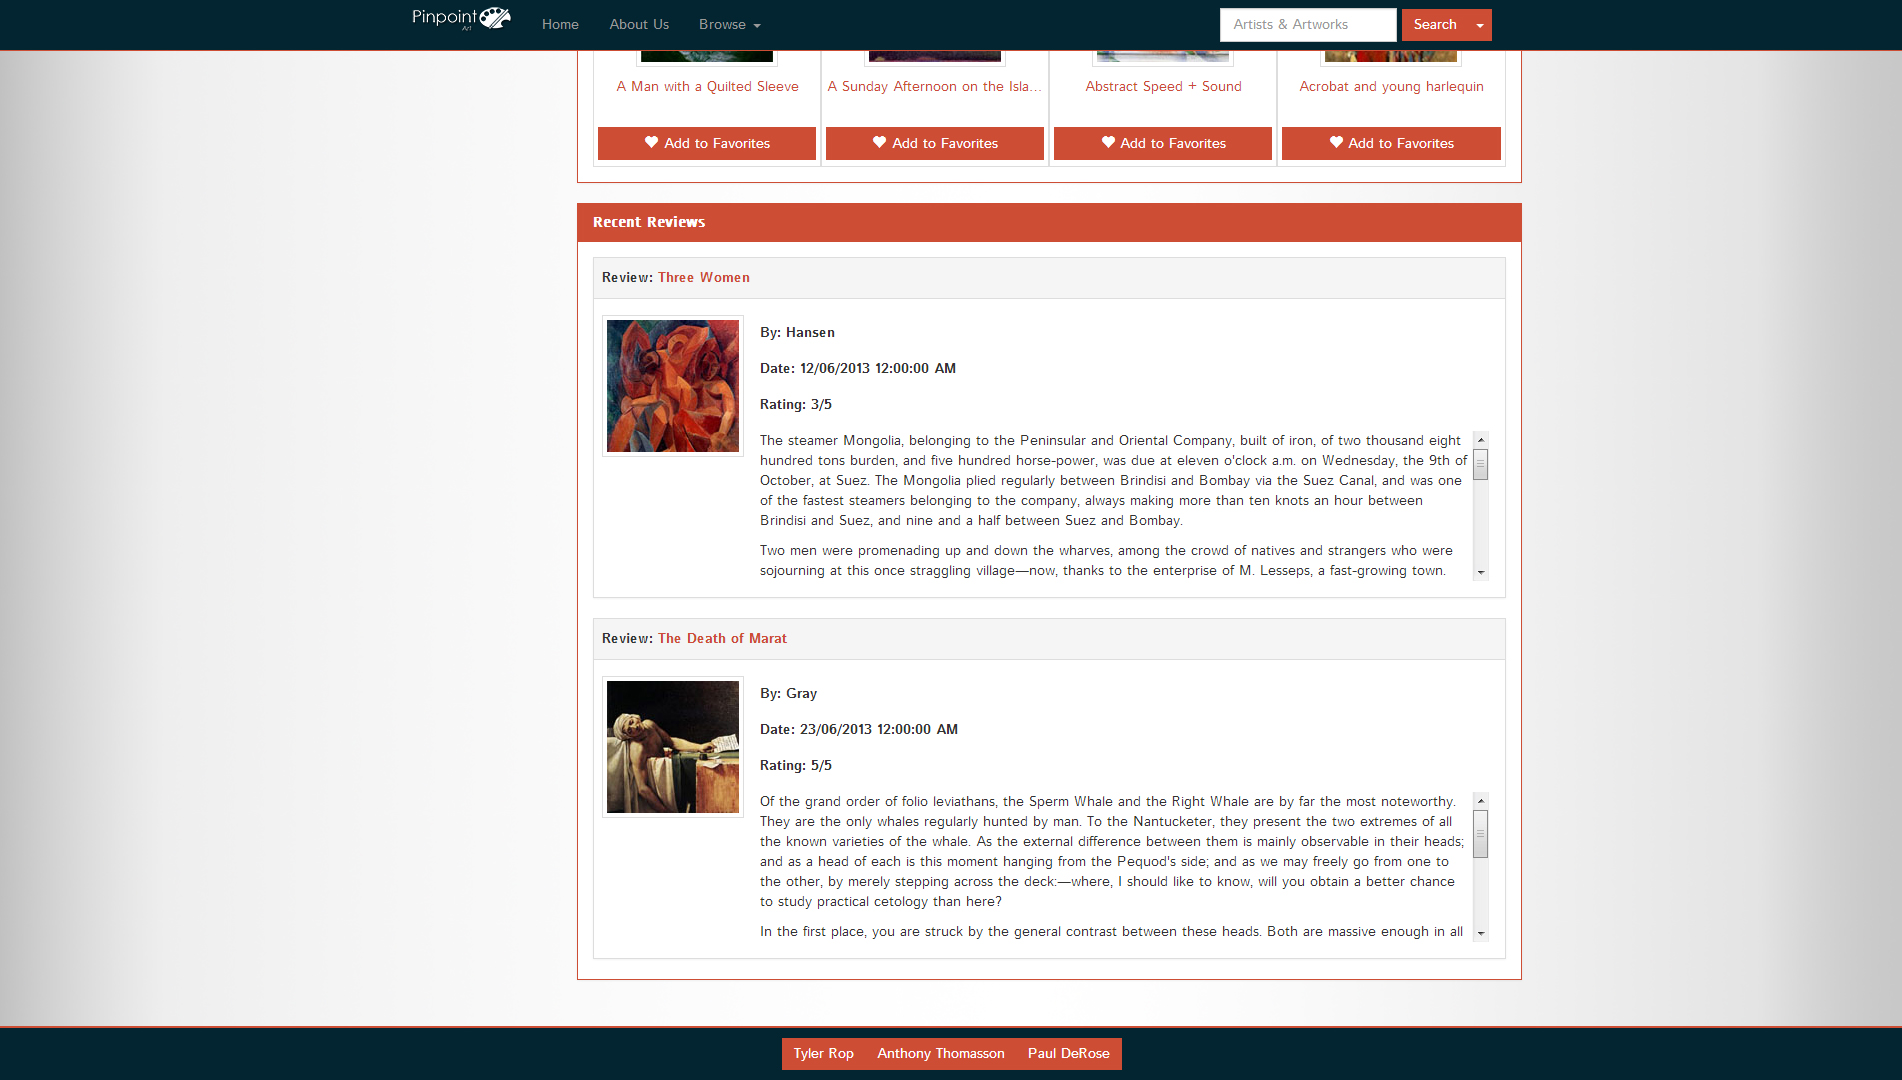 Pinpoint
Art
Home
About Us
Browse
Artists & Artworks
Search
A Man with a Quilted Sleeve
A Sunday Afternoon on the Isla...
Abstract Speed + Sound
Acrobat and young harlequin
Add to Favorites
Add to Favorites
Add to Favorites
Add to Favorites
Recent Reviews
Review: Three Women
By: Hansen
Date: 12/06/2013 12:00:00 AM
Rating: 3/5
The steamer Mongolia, belonging to the Peninsular and Oriental Company, built of iron, of two thousand eight
hundred tons burden, and five hundred horse-power, was due at eleven o'clock a.m. on Wednesday, the 9th of
October, at Suez. The Mongolia plied regularly between Brindisi and Bombay via the Suez Canal, and was one
of the fastest steamers belonging to the company, always making more than ten knots an hour between
Brindisi and Suez, and nine and a half between Suez and Bombay.
Two men were promenading up and down the wharves, among the crowd of natives and strangers who were
sojourning at this once straggling village—now, thanks to the enterprise of M. Lesseps, a fast-growing town.
Review: The Death of Marat
By: Gray
Date: 23/06/2013 12:00:00 AM
Rating: 5/5
Of the grand order of folio leviathans, the Sperm Whale and the Right Whale are by far the most noteworthy.
They are the only whales regularly hunted by man. To the Nantucketer, they present the two extremes of all
the known varieties of the whale. As the external difference between them is mainly observable in their heads;
and as a head of each is this moment hanging from the Pequod's side; and as we may freely go from one to
the other, by merely stepping across the deck:—where, I should like to know, will you obtain a better chance
to study practical cetology than here?
In the first place, you are struck by the general contrast between these heads. Both are massive enough in all
Tyler Rop
Anthony Thomasson
Paul DeRose